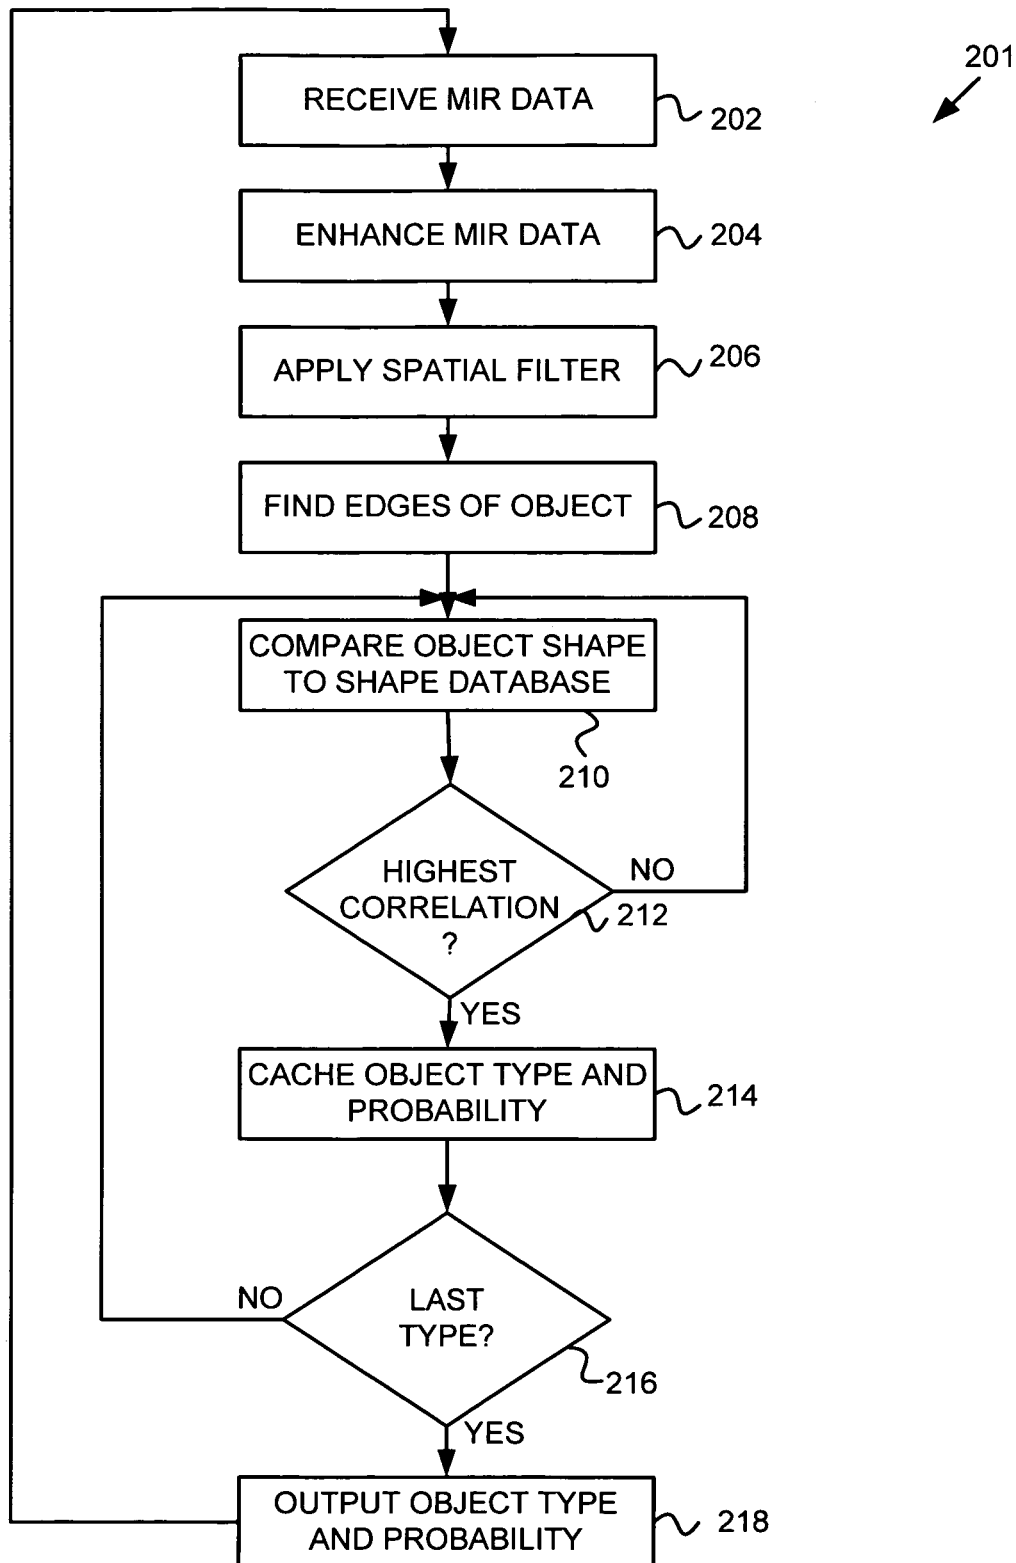 201
RECEIVE MIR DATA
202
ENHANCE MIR DATA
204
APPLY SPATIAL FILTER
206
FIND EDGES OF OBJECT
208
COMPARE OBJECT SHAPE
TO SHAPE DATABASE
210
HIGHEST
CORRELATION
?
NO
212
YES
CACHE OBJECT TYPE AND
PROBABILITY
214
NO
LAST
TYPE?
216
YES
OUTPUT OBJECT TYPE
AND PROBABILITY
218